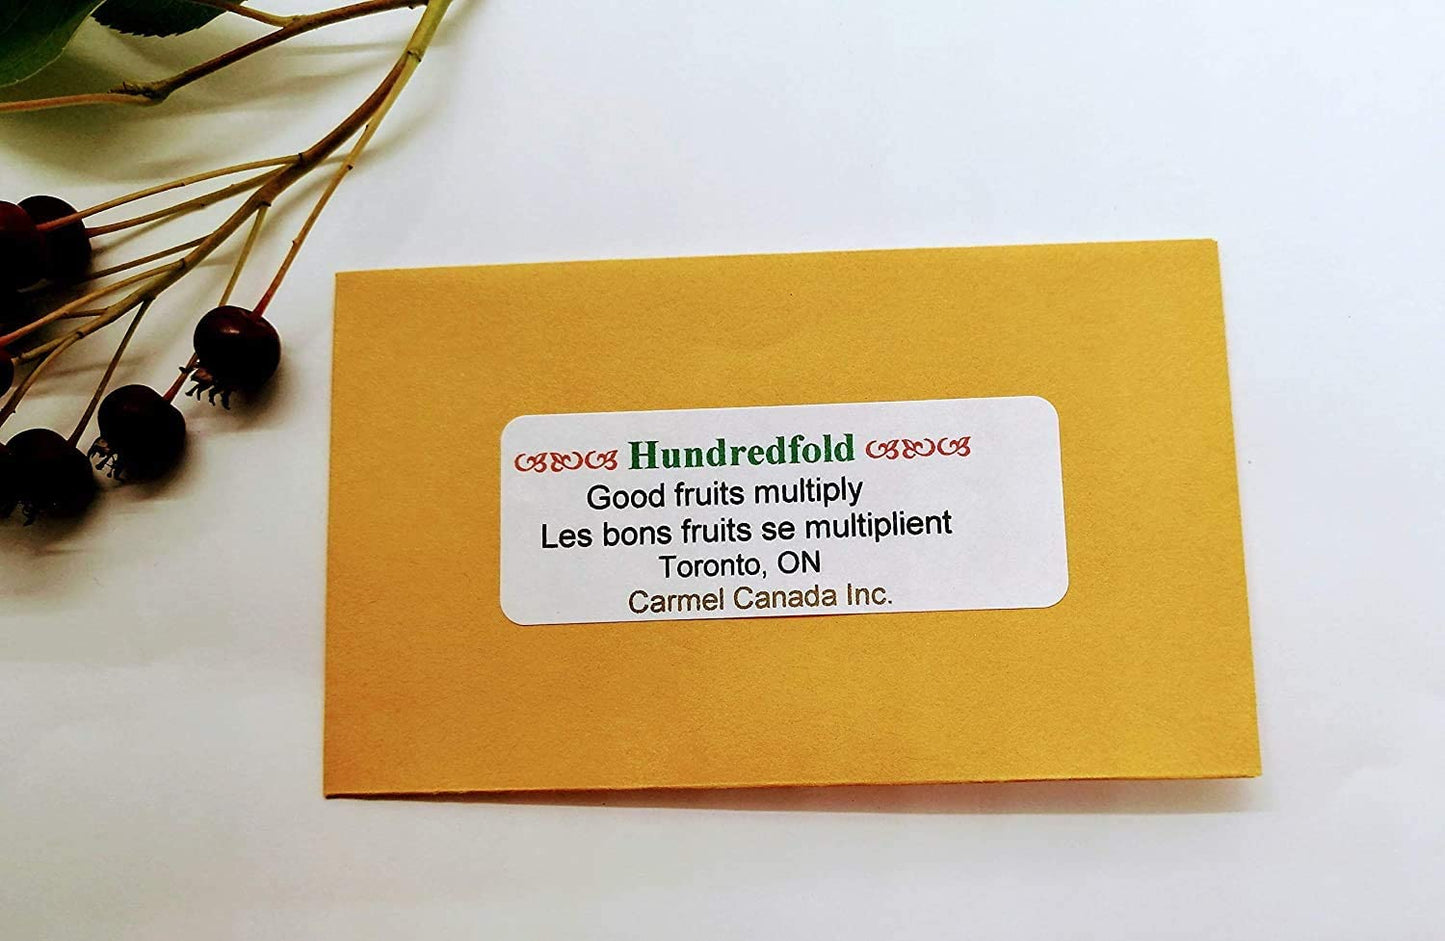 Hundredfold
Good fruits multiply
Les bons fruits se multiplient
Toronto, ON
Carmel Canada Inc.